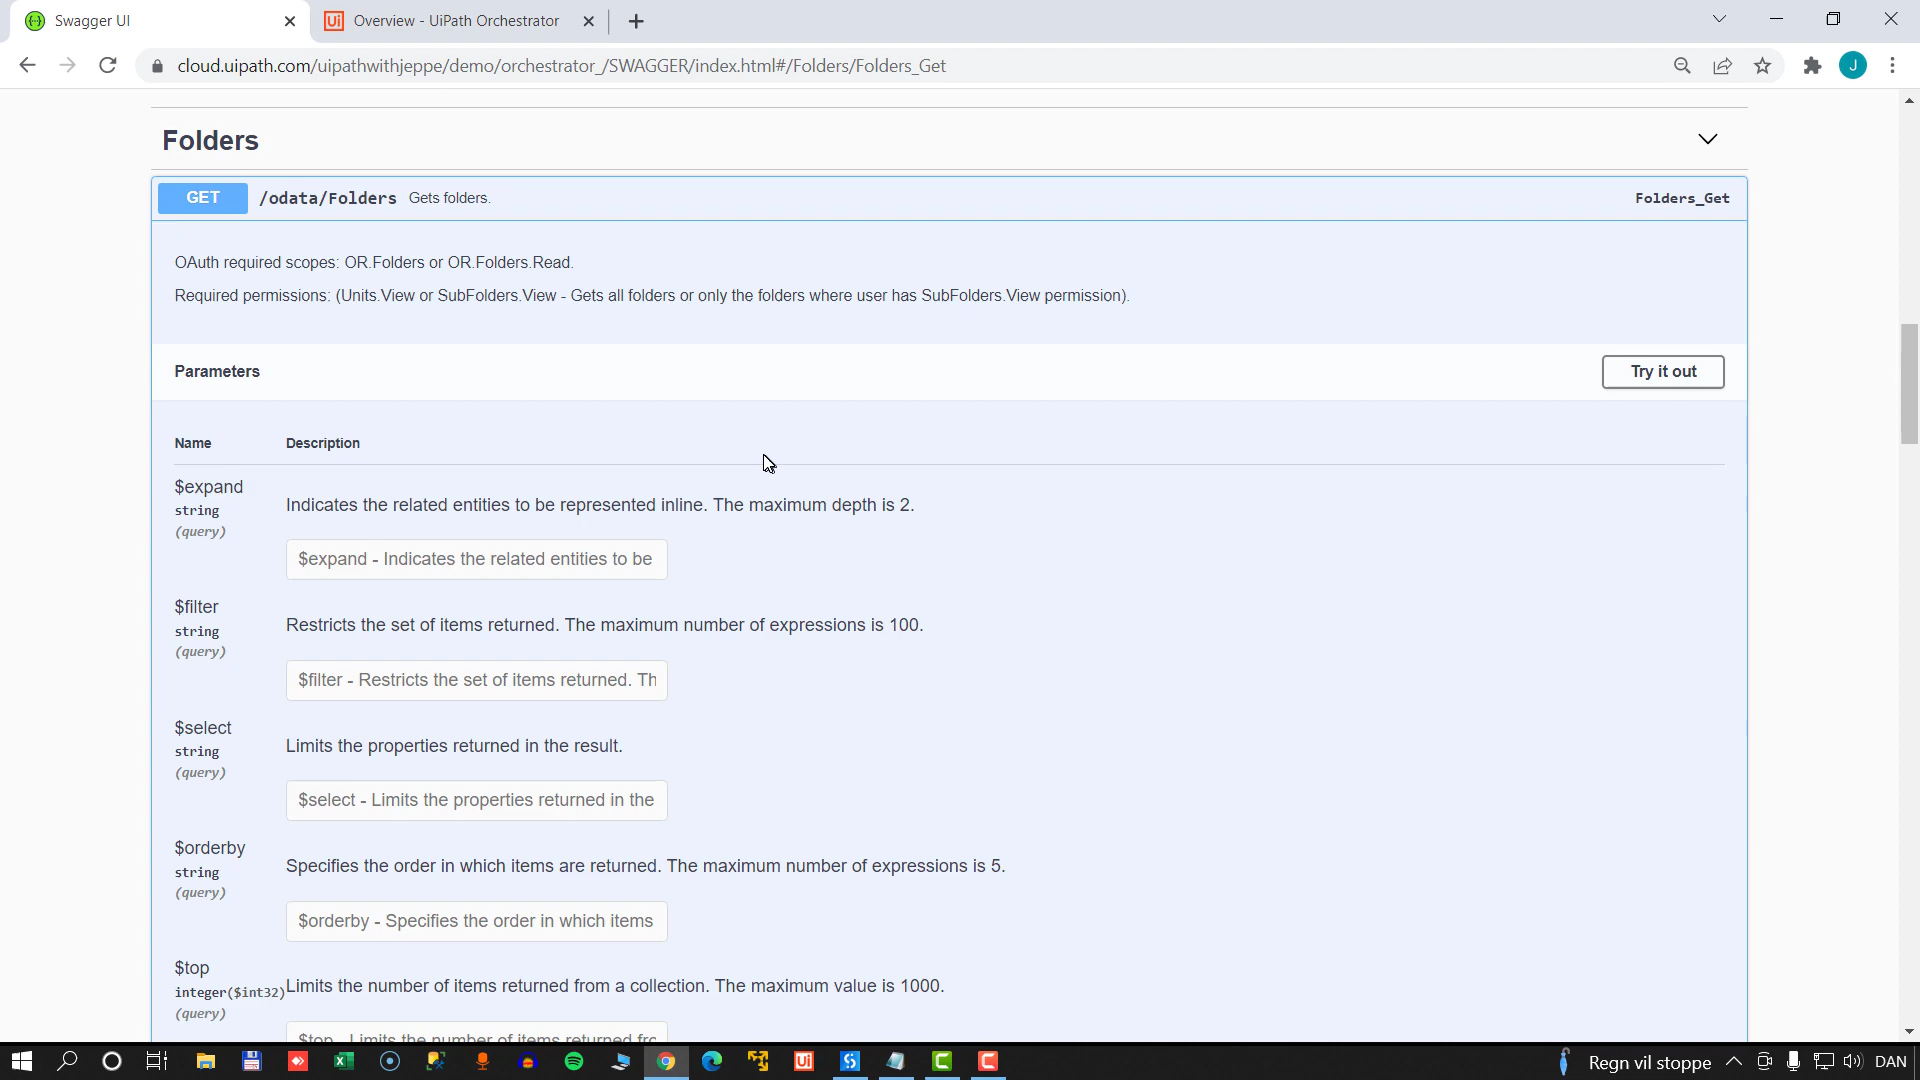 Swagger UI
Overview - UiPath Orchestrator
cloud.uipath.com/uipathwithjeppe/demo/orchestrator_/SWAGGER/index.html#/Folders/Folders_Get
J
Folders
GET /odata/Folders Gets folders. Folders_Get
OAuth required scopes: OR.Folders or OR.Folders.Read.
Required permissions: (Units.View or SubFolders.View - Gets all folders or only the folders where user has SubFolders.View permission).
Parameters
Try it out
Name Description
$expand
string
(query)
Indicates the related entities to be represented inline. The maximum depth is 2.
$expand - Indicates the related entities to be
$filter
string
(query)
Restricts the set of items returned. The maximum number of expressions is 100.
$filter - Restricts the set of items returned. Th
$select
string
(query)
Limits the properties returned in the result.
$select - Limits the properties returned in the
$orderby
string
(query)
Specifies the order in which items are returned. The maximum number of expressions is 5.
$orderby - Specifies the order in which items
$top
integer($int32)
(query)
Limits the number of items returned from a collection. The maximum value is 1000.
$top - Limits the number of items returned fro
Regn vil stoppe
DAN